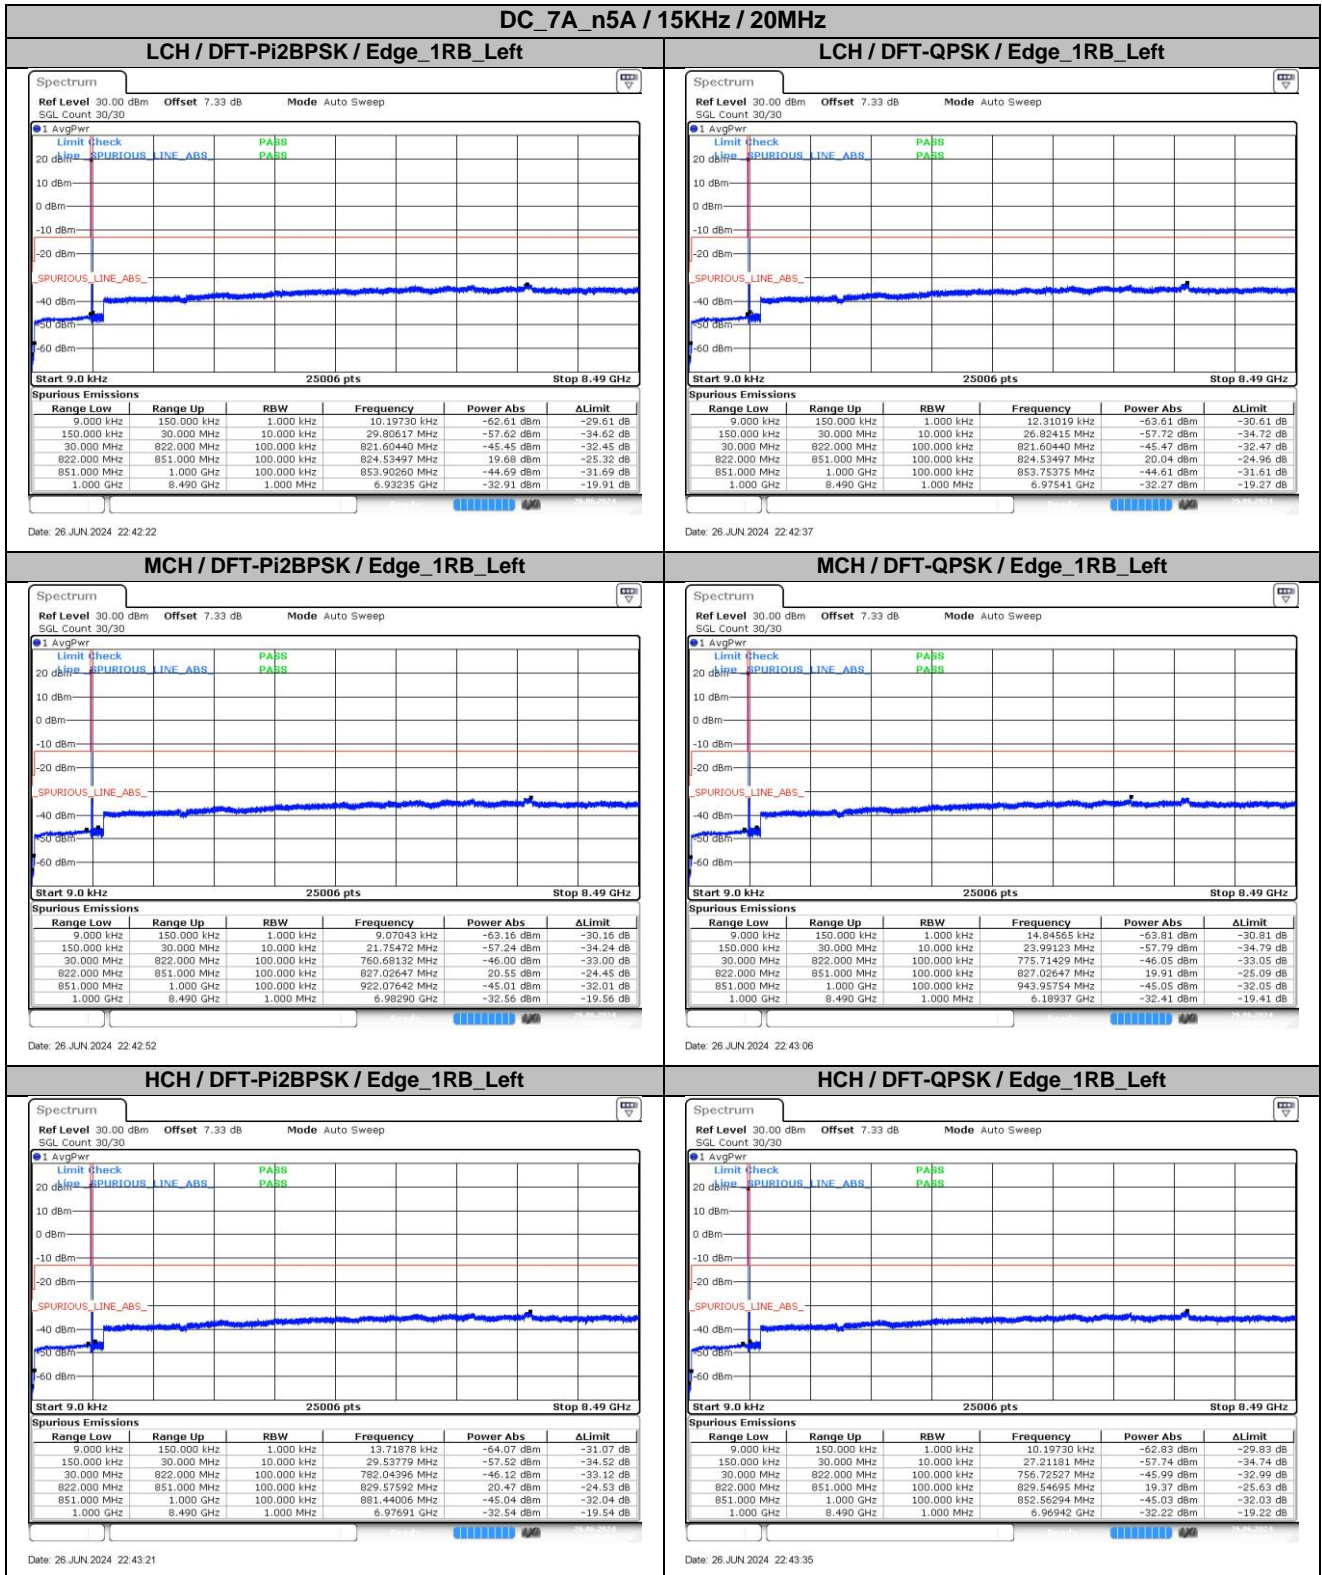 DC_7A_n5A / 15KHz / 20MHz
LCH / DFT-Pi2BPSK / Edge_1RB_Left
Spectrum
Ref Level 30.00 dBm Offset 7.33 dB Mode Auto Sweep
SGL Count 30/30
1 AvgPwr
Limit Check PASS
Line _SPURIOUS_LINE_ABS_ PASS
20 dBm
10 dBm
0 dBm
-10 dBm
-20 dBm
_SPURIOUS_LINE_ABS_
-40 dBm
-50 dBm
-60 dBm
Start 9.0 kHz 25006 pts Stop 8.49 GHz
Spurious Emissions
Range Low Range Up RBW Frequency Power Abs ΔLimit
9.000 kHz 150.000 kHz 1.000 kHz 10.19730 kHz -62.61 dBm -29.61 dB
150.000 kHz 30.000 MHz 10.000 kHz 29.80617 MHz -57.62 dBm -34.62 dB
30.000 MHz 822.000 MHz 100.000 kHz 821.60440 MHz -45.45 dBm -32.45 dB
822.000 MHz 851.000 MHz 100.000 kHz 824.53497 MHz 19.68 dBm -25.32 dB
851.000 MHz 1.000 GHz 100.000 kHz 853.90260 MHz -44.69 dBm -31.69 dB
1.000 GHz 8.490 GHz 1.000 MHz 6.93235 GHz -32.91 dBm -19.91 dB
Date: 26.JUN.2024 22:42:22
LCH / DFT-QPSK / Edge_1RB_Left
Spectrum
Ref Level 30.00 dBm Offset 7.33 dB Mode Auto Sweep
SGL Count 30/30
1 AvgPwr
Limit Check PASS
Line _SPURIOUS_LINE_ABS_ PASS
20 dBm
10 dBm
0 dBm
-10 dBm
-20 dBm
_SPURIOUS_LINE_ABS_
-40 dBm
-50 dBm
-60 dBm
Start 9.0 kHz 25006 pts Stop 8.49 GHz
Spurious Emissions
Range Low Range Up RBW Frequency Power Abs ΔLimit
9.000 kHz 150.000 kHz 1.000 kHz 12.31019 kHz -63.61 dBm -30.61 dB
150.000 kHz 30.000 MHz 10.000 kHz 26.82415 MHz -57.72 dBm -34.72 dB
30.000 MHz 822.000 MHz 100.000 kHz 821.60440 MHz -45.47 dBm -32.47 dB
822.000 MHz 851.000 MHz 100.000 kHz 824.53497 MHz 20.04 dBm -24.96 dB
851.000 MHz 1.000 GHz 100.000 kHz 853.75375 MHz -44.61 dBm -31.61 dB
1.000 GHz 8.490 GHz 1.000 MHz 6.97541 GHz -32.27 dBm -19.27 dB
Date: 26.JUN.2024 22:42:37
MCH / DFT-Pi2BPSK / Edge_1RB_Left
Spectrum
Ref Level 30.00 dBm Offset 7.33 dB Mode Auto Sweep
SGL Count 30/30
1 AvgPwr
Limit Check PASS
Line _SPURIOUS_LINE_ABS_ PASS
20 dBm
10 dBm
0 dBm
-10 dBm
-20 dBm
_SPURIOUS_LINE_ABS_
-40 dBm
-50 dBm
-60 dBm
Start 9.0 kHz 25006 pts Stop 8.49 GHz
Spurious Emissions
Range Low Range Up RBW Frequency Power Abs ΔLimit
9.000 kHz 150.000 kHz 1.000 kHz 9.07043 kHz -63.16 dBm -30.16 dB
150.000 kHz 30.000 MHz 10.000 kHz 21.75472 MHz -57.24 dBm -34.24 dB
30.000 MHz 822.000 MHz 100.000 kHz 760.68132 MHz -46.00 dBm -33.00 dB
822.000 MHz 851.000 MHz 100.000 kHz 827.02647 MHz 20.55 dBm -24.45 dB
851.000 MHz 1.000 GHz 100.000 kHz 922.07642 MHz -45.01 dBm -32.01 dB
1.000 GHz 8.490 GHz 1.000 MHz 6.98290 GHz -32.56 dBm -19.56 dB
Date: 26.JUN.2024 22:42:52
MCH / DFT-QPSK / Edge_1RB_Left
Spectrum
Ref Level 30.00 dBm Offset 7.33 dB Mode Auto Sweep
SGL Count 30/30
1 AvgPwr
Limit Check PASS
Line _SPURIOUS_LINE_ABS_ PASS
20 dBm
10 dBm
0 dBm
-10 dBm
-20 dBm
_SPURIOUS_LINE_ABS_
-40 dBm
-50 dBm
-60 dBm
Start 9.0 kHz 25006 pts Stop 8.49 GHz
Spurious Emissions
Range Low Range Up RBW Frequency Power Abs ΔLimit
9.000 kHz 150.000 kHz 1.000 kHz 14.84565 kHz -63.81 dBm -30.81 dB
150.000 kHz 30.000 MHz 10.000 kHz 23.99123 MHz -57.79 dBm -34.79 dB
30.000 MHz 822.000 MHz 100.000 kHz 775.71429 MHz -46.05 dBm -33.05 dB
822.000 MHz 851.000 MHz 100.000 kHz 827.02647 MHz 19.91 dBm -25.09 dB
851.000 MHz 1.000 GHz 100.000 kHz 943.95754 MHz -45.05 dBm -32.05 dB
1.000 GHz 8.490 GHz 1.000 MHz 6.18937 GHz -32.41 dBm -19.41 dB
Date: 26.JUN.2024 22:43:06
HCH / DFT-Pi2BPSK / Edge_1RB_Left
Spectrum
Ref Level 30.00 dBm Offset 7.33 dB Mode Auto Sweep
SGL Count 30/30
1 AvgPwr
Limit Check PASS
Line _SPURIOUS_LINE_ABS_ PASS
20 dBm
10 dBm
0 dBm
-10 dBm
-20 dBm
_SPURIOUS_LINE_ABS_
-40 dBm
-50 dBm
-60 dBm
Start 9.0 kHz 25006 pts Stop 8.49 GHz
Spurious Emissions
Range Low Range Up RBW Frequency Power Abs ΔLimit
9.000 kHz 150.000 kHz 1.000 kHz 13.71878 kHz -64.07 dBm -31.07 dB
150.000 kHz 30.000 MHz 10.000 kHz 29.53779 MHz -57.52 dBm -34.52 dB
30.000 MHz 822.000 MHz 100.000 kHz 782.04396 MHz -46.12 dBm -33.12 dB
822.000 MHz 851.000 MHz 100.000 kHz 829.57592 MHz 20.47 dBm -24.53 dB
851.000 MHz 1.000 GHz 100.000 kHz 881.44006 MHz -45.04 dBm -32.04 dB
1.000 GHz 8.490 GHz 1.000 MHz 6.97691 GHz -32.54 dBm -19.54 dB
Date: 26.JUN.2024 22:43:21
HCH / DFT-QPSK / Edge_1RB_Left
Spectrum
Ref Level 30.00 dBm Offset 7.33 dB Mode Auto Sweep
SGL Count 30/30
1 AvgPwr
Limit Check PASS
Line _SPURIOUS_LINE_ABS_ PASS
20 dBm
10 dBm
0 dBm
-10 dBm
-20 dBm
_SPURIOUS_LINE_ABS_
-40 dBm
-50 dBm
-60 dBm
Start 9.0 kHz 25006 pts Stop 8.49 GHz
Spurious Emissions
Range Low Range Up RBW Frequency Power Abs ΔLimit
9.000 kHz 150.000 kHz 1.000 kHz 10.19730 kHz -62.83 dBm -29.83 dB
150.000 kHz 30.000 MHz 10.000 kHz 27.21181 MHz -57.74 dBm -34.74 dB
30.000 MHz 822.000 MHz 100.000 kHz 756.72527 MHz -45.99 dBm -32.99 dB
822.000 MHz 851.000 MHz 100.000 kHz 829.54695 MHz 19.37 dBm -25.63 dB
851.000 MHz 1.000 GHz 100.000 kHz 852.56294 MHz -45.03 dBm -32.03 dB
1.000 GHz 8.490 GHz 1.000 MHz 6.96942 GHz -32.22 dBm -19.22 dB
Date: 26.JUN.2024 22:43:35